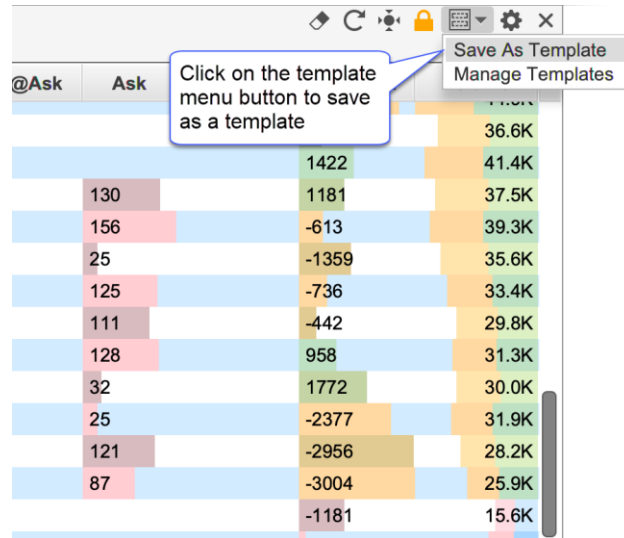 Save As Template
Manage Templates
Click on the template
menu button to save
as a template
@Ask Ask
36.6K
1422 41.4K
130 1181 37.5K
156 -613 39.3K
25 -1359 35.6K
125 -736 33.4K
111 -442 29.8K
128 958 31.3K
32 1772 30.0K
25 -2377 31.9K
121 -2956 28.2K
87 -3004 25.9K
-1181 15.6K